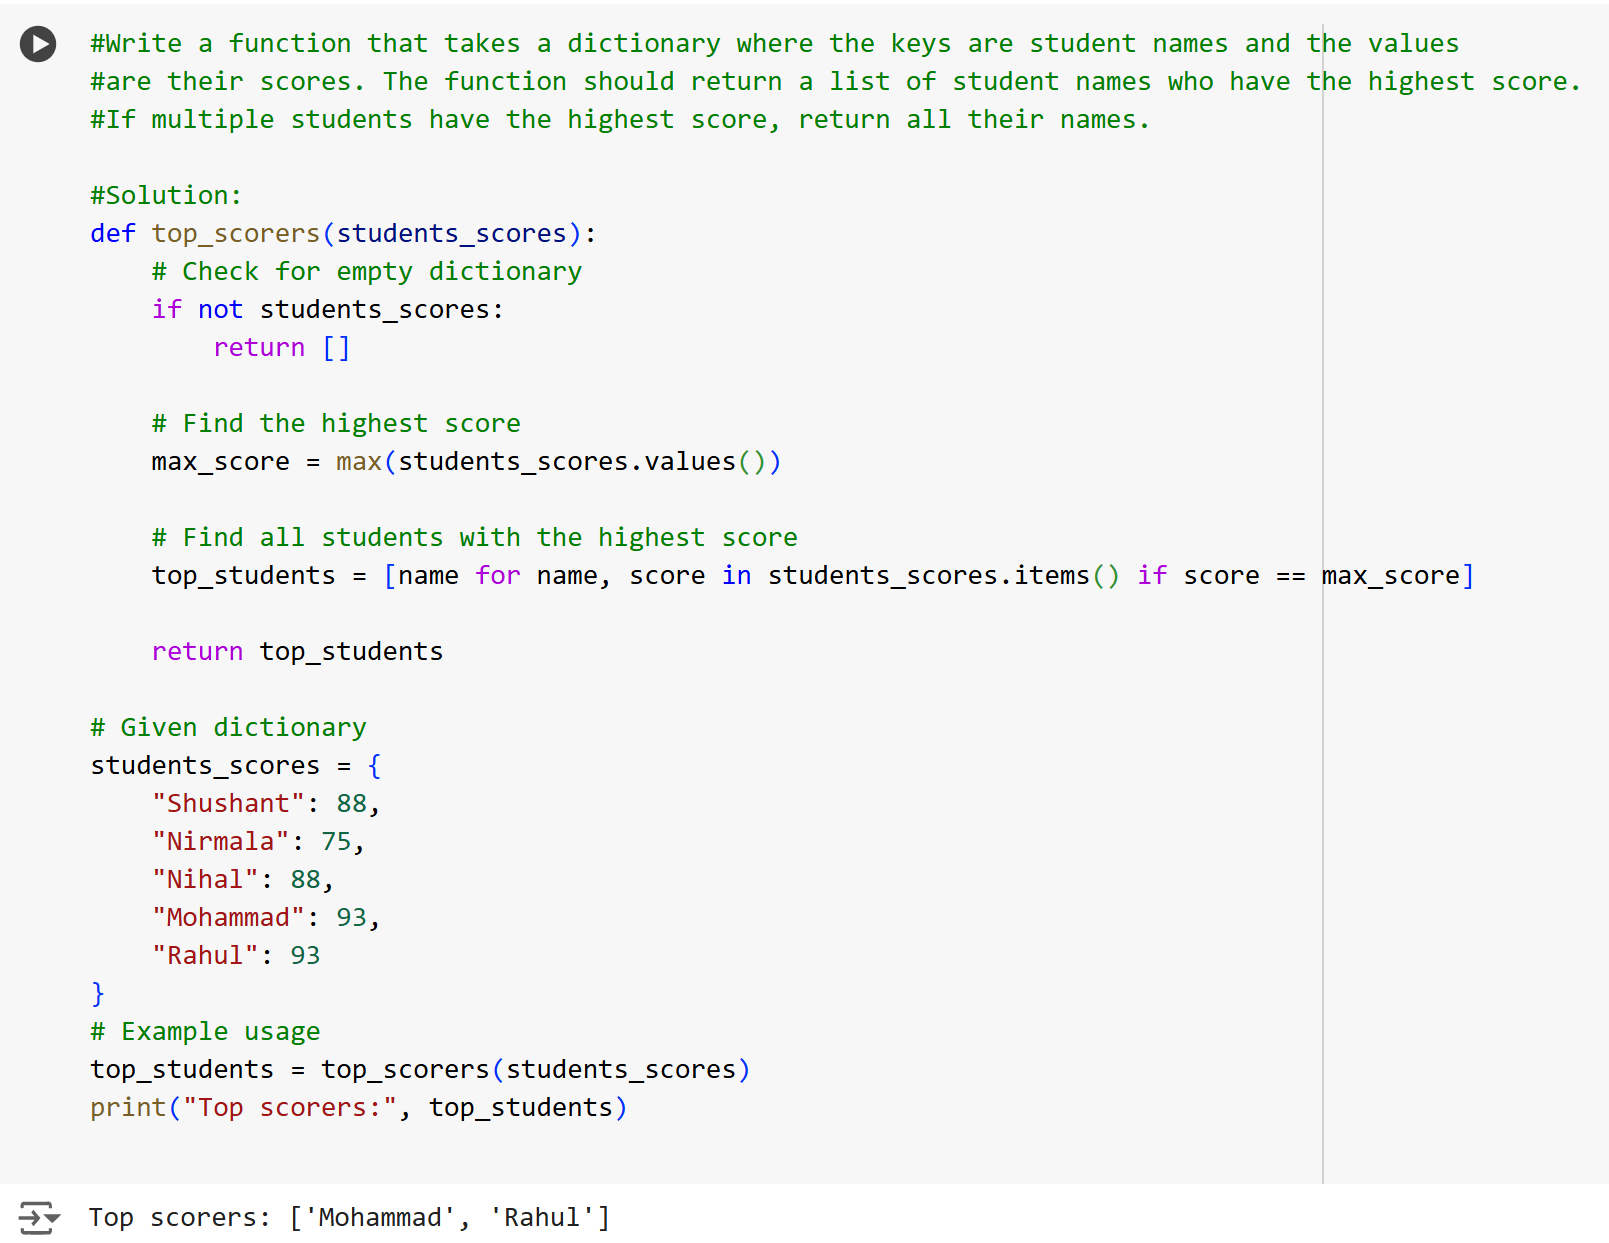 #Write a function that takes a dictionary where the keys are student names and the values
#are their scores. The function should return a list of student names who have the highest score.
#If multiple students have the highest score, return all their names.

#Solution:
def top_scorers(students_scores):
    # Check for empty dictionary
    if not students_scores:
        return []

    # Find the highest score
    max_score = max(students_scores.values())

    # Find all students with the highest score
    top_students = [name for name, score in students_scores.items() if score == max_score]

    return top_students

# Given dictionary
students_scores = {
    "Shushant": 88,
    "Nirmala": 75,
    "Nihal": 88,
    "Mohammad": 93,
    "Rahul": 93
}
# Example usage
top_students = top_scorers(students_scores)
print("Top scorers:", top_students)

Top scorers: ['Mohammad', 'Rahul']